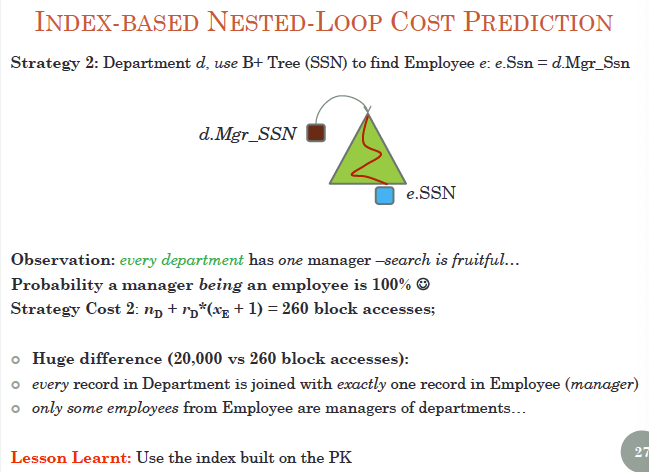 INDEX-BASED NESTED-LOOP COST PREDICTION
Strategy 2: Department d, use B+ Tree (SSN) to find Employee e: e.Ssn = d.Mgr_Ssn
d.Mgr_SSN
e.SSN
Observation: every department has one manager –search is fruitful…
Probability a manager being an employee is 100% ☺
Strategy Cost 2: n_D + r_D*(x_E + 1) = 260 block accesses;
o Huge difference (20,000 vs 260 block accesses):
o every record in Department is joined with exactly one record in Employee (manager)
o only some employees from Employee are managers of departments…
Lesson Learnt: Use the index built on the PK
27